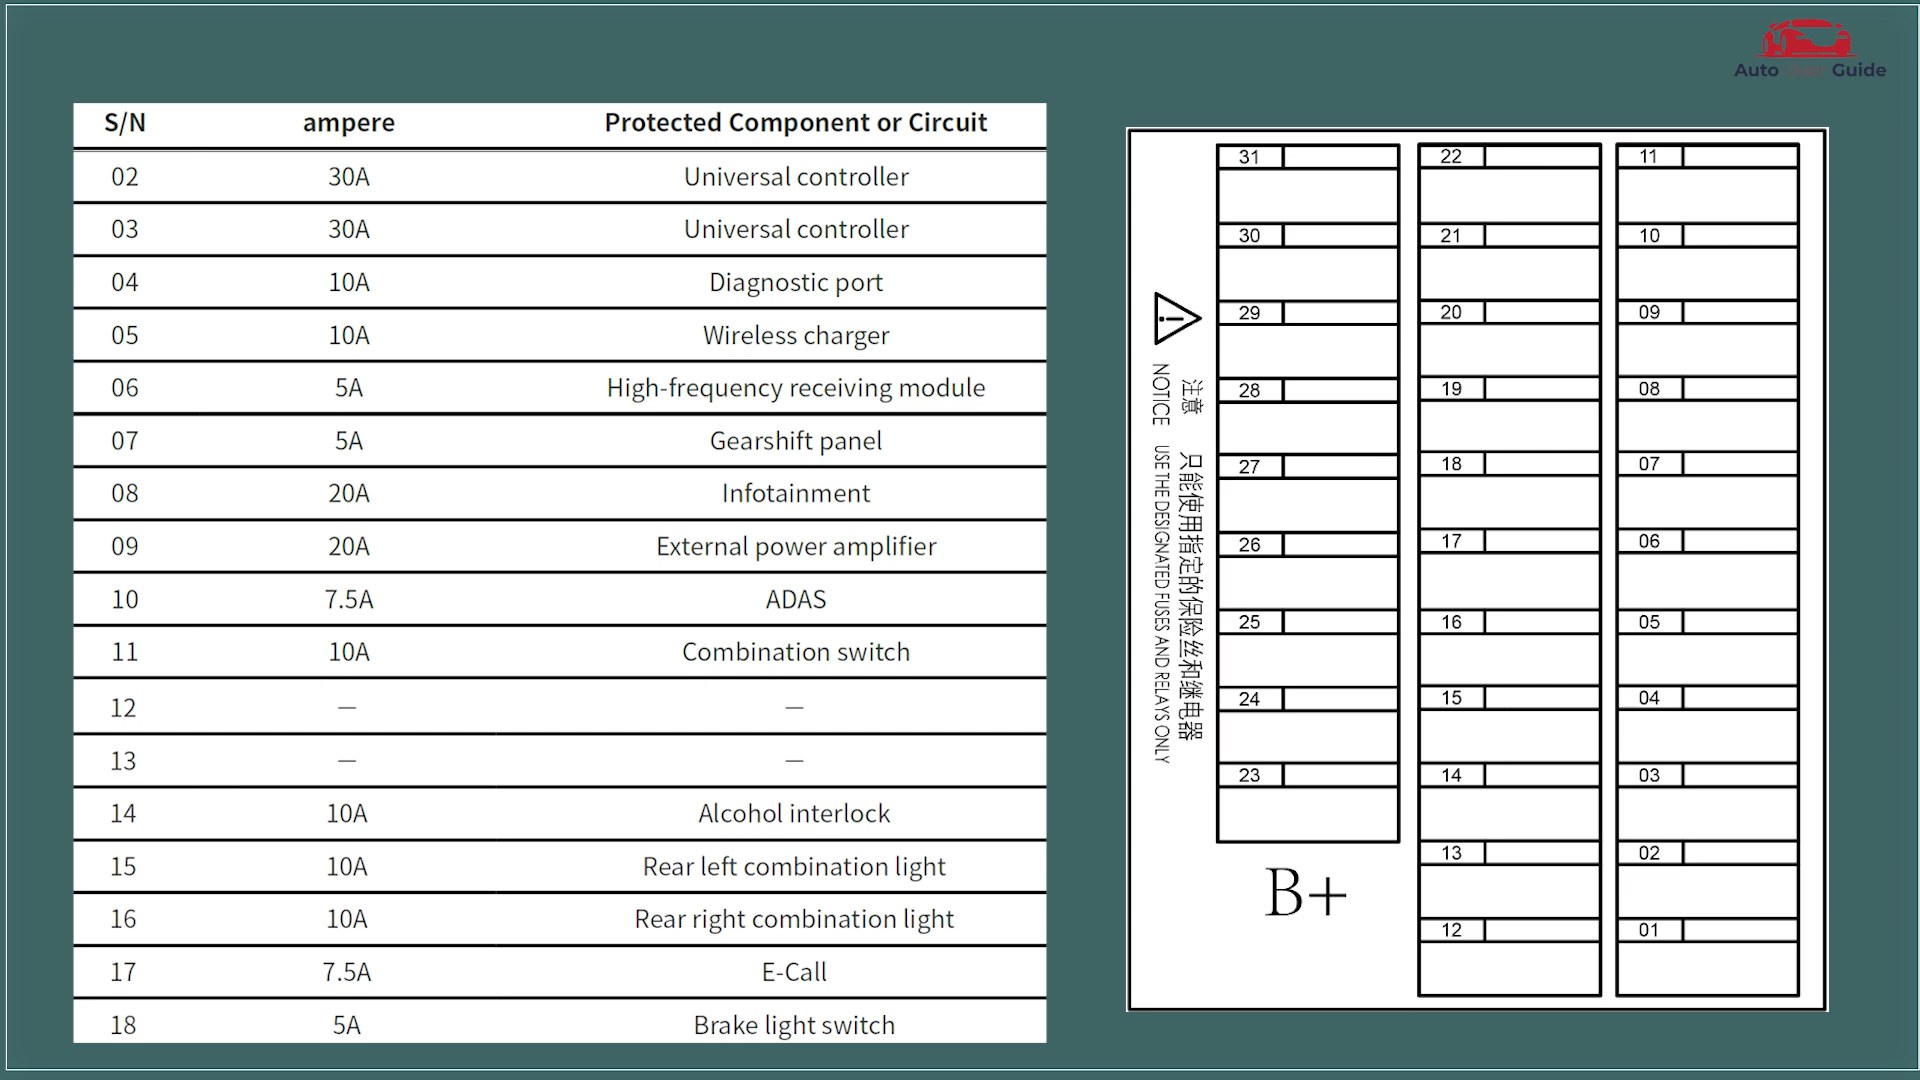 Auto Guide
S/N ampere Protected Component or Circuit
02 30A Universal controller
03 30A Universal controller
04 10A Diagnostic port
05 10A Wireless charger
06 5A High-frequency receiving module
07 5A Gearshift panel
08 20A Infotainment
09 20A External power amplifier
10 7.5A ADAS
11 10A Combination switch
12 — —
13 — —
14 10A Alcohol interlock
15 10A Rear left combination light
16 10A Rear right combination light
17 7.5A E-Call
18 5A Brake light switch
注意 只能使用指定的保险丝和继电器
NOTICE USE THE DESIGNATED FUSES AND RELAYS ONLY
31 22 11
30 21 10
29 20 09
28 19 08
27 18 07
26 17 06
25 16 05
24 15 04
23 14 03
13 02
B+
12 01